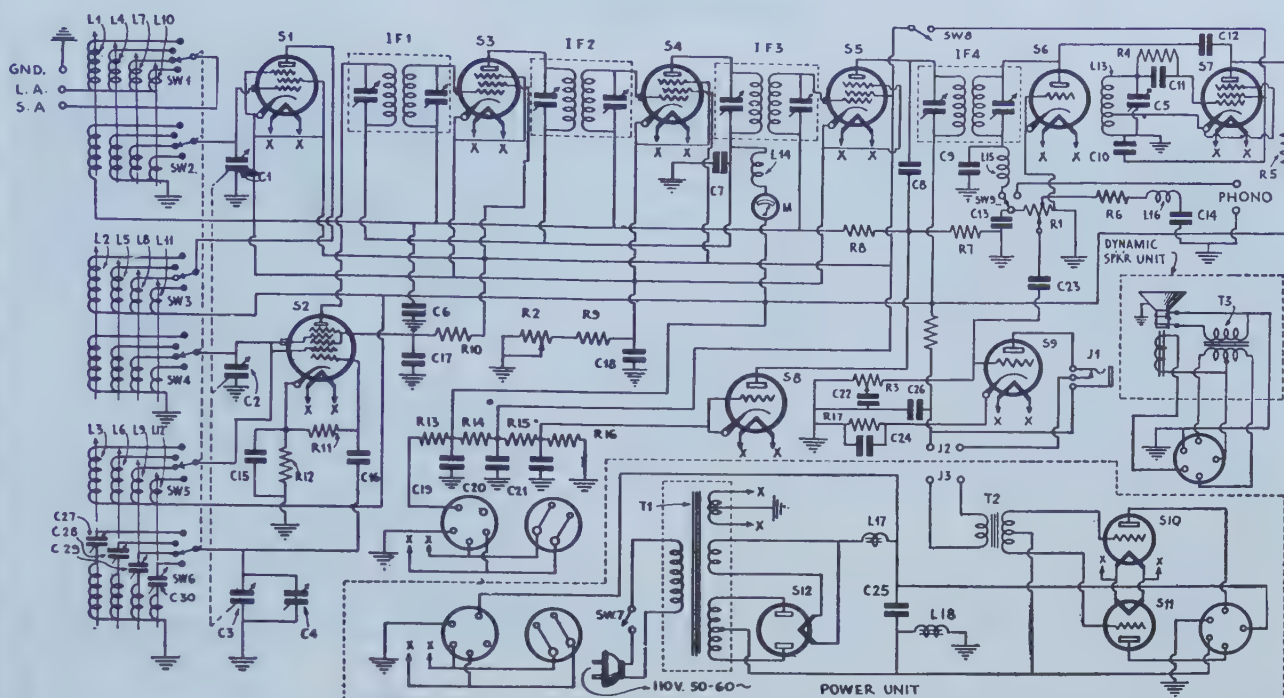 L1 L4 L7 L10
S1
IF1
S3
IF2
S4
IF3
S5
SW8
IF4
S6
C12
S7
R4
L13
C11
C5
GND.
L.A.
S.A
SW1
SW2
C1
X X
X X
X X
X X
X X
X X
C7
L14
M
C8
C9
L15
SW9
C13
C10
R5
PHONO
R1
R6
L16
C14
R8
R7
L2 L5 L8 L11
SW3
S2
C6
C17
R10
R2
R9
C18
C23
DYNAMIC
SPKR UNIT
T3
SW4
C2
X X
S8
X X
S9
X X
J1
R3
C22
C26
R17
C24
J2
L3 L6 L9 L12
SW5
C15
R11
R12
C16
R13 R14 R15 R16
C19
C20
C21
X X
C27
C28
C29
SW6
C30
C3
C4
T1
X
X
SW7
S12
L17
C25
L18
J3
T2
S10
X X
S11
X X
110V. 50-60~
POWER UNIT